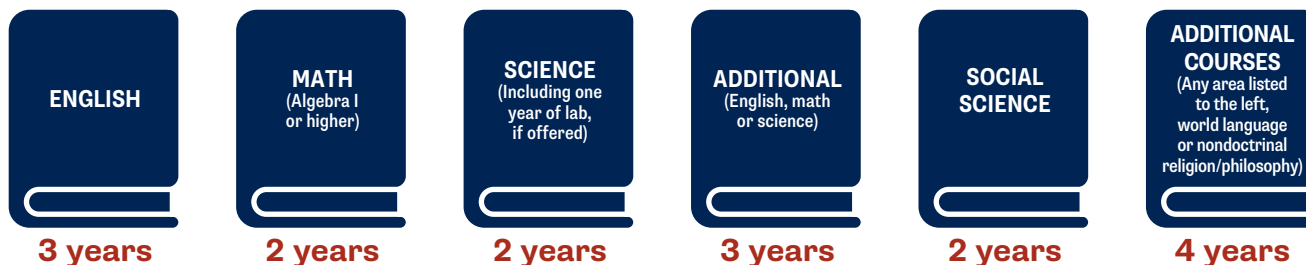 ENGLISH
3 years
MATH
(Algebra I
or higher)
2 years
SCIENCE
(Including one
year of lab,
if offered)
2 years
ADDITIONAL
(English, math
or science)
3 years
SOCIAL
SCIENCE
2 years
ADDITIONAL
COURSES
(Any area listed
to the left,
world language
or nondoctrinal
religion/philosophy)
4 years